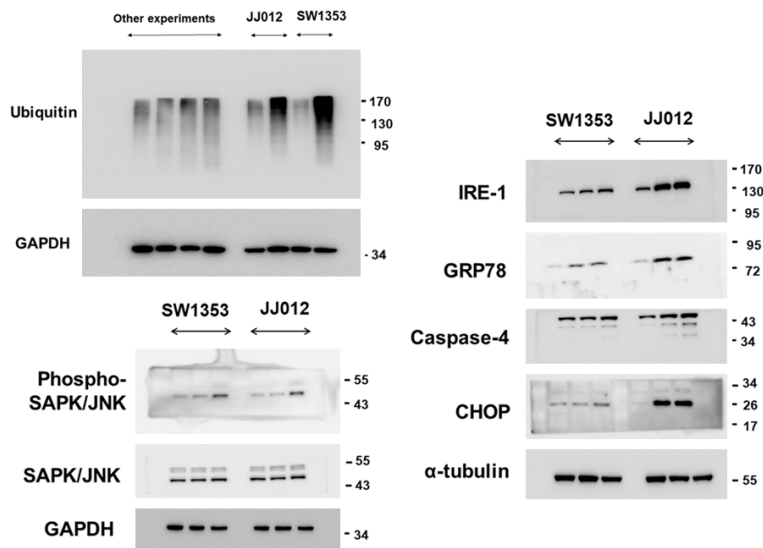 Other experiments JJ012 SW1353
Ubiquitin
- 170
- 130
- 95
GAPDH
- 34
SW1353 JJ012
Phospho-
SAPK/JNK
- 55
- 43
SAPK/JNK
- 55
- 43
GAPDH
- 34
SW1353 JJ012
IRE-1
- 170
- 130
- 95
GRP78
- 95
- 72
Caspase-4
- 43
- 34
CHOP
- 34
- 26
- 17
α-tubulin
- 55